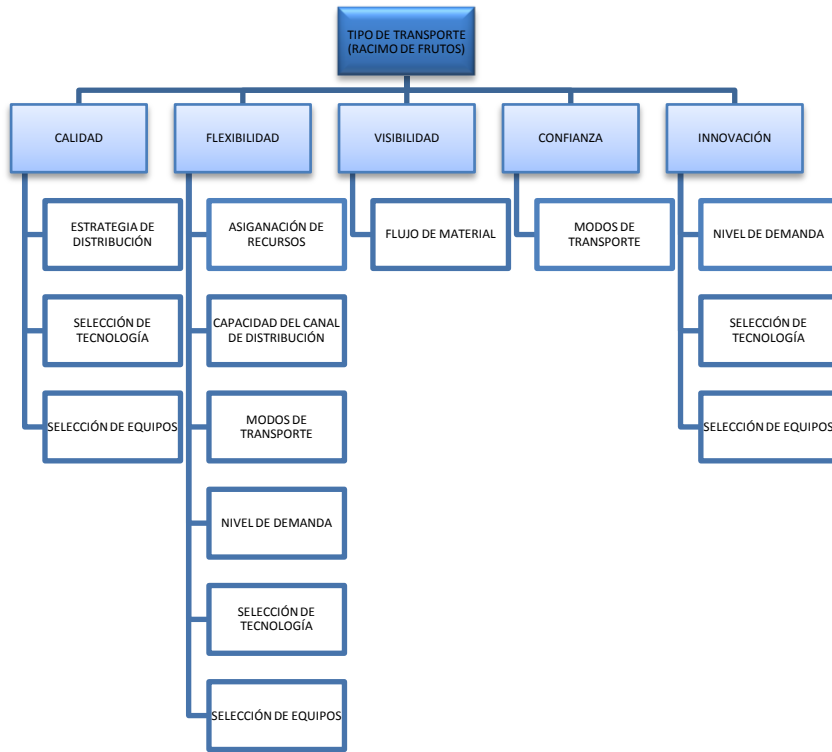 TIPO DE TRANSPORTE
(RACIMO DE FRUTOS)
CALIDAD
FLEXIBILIDAD
VISIBILIDAD
CONFIANZA
INNOVACIÓN
ESTRATEGIA DE
DISTRIBUCIÓN
SELECCIÓN DE
TECNOLOGÍA
SELECCIÓN DE EQUIPOS
ASIGANACIÓN DE
RECURSOS
CAPACIDAD DEL CANAL
DE DISTRIBUCIÓN
MODOS DE
TRANSPORTE
NIVEL DE DEMANDA
SELECCIÓN DE
TECNOLOGÍA
SELECCIÓN DE EQUIPOS
FLUJO DE MATERIAL
MODOS DE
TRANSPORTE
NIVEL DE DEMANDA
SELECCIÓN DE
TECNOLOGÍA
SELECCIÓN DE EQUIPOS